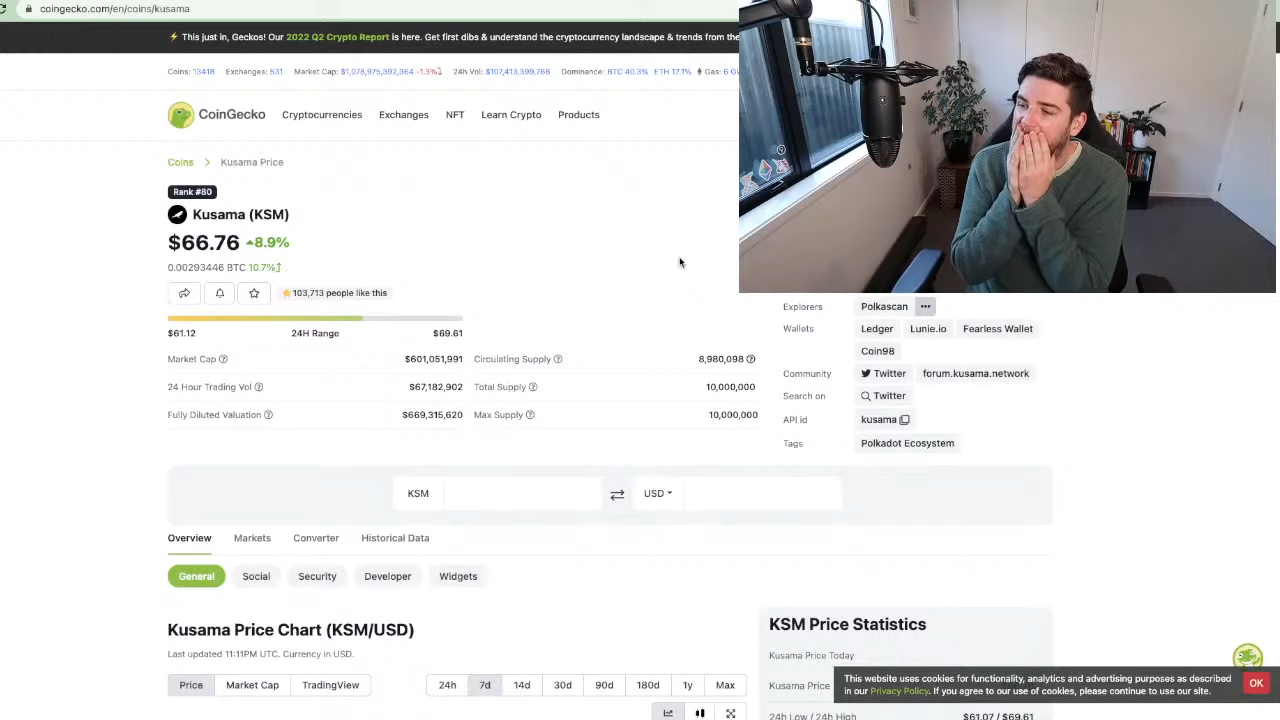 coingecko.com/en/coins/kusama
⚡ This just in, Geckos! Our 2022 Q2 Crypto Report is here. Get first dibs & understand the cryptocurrency landscape & trends from the
Coins: 13418 Exchanges: 531 Market Cap: $1,078,975,392,364 -1.3% 24h Vol: $107,413,399,768 Dominance: BTC 40.3% ETH 17.1% Gas: 6
CoinGecko Cryptocurrencies Exchanges NFT Learn Crypto Products
Coins > Kusama Price
Rank #80
Kusama (KSM)
$66.76 8.9%
0.00293446 BTC 10.7%
103,713 people like this
$61.12 24H Range $69.61
Market Cap $601,051,991 Circulating Supply 8,980,098
24 Hour Trading Vol $67,182,902 Total Supply 10,000,000
Fully Diluted Valuation $669,315,620 Max Supply 10,000,000
Explorers Polkascan •••
Wallets Ledger Lunie.io Fearless Wallet
Coin98
Community Twitter forum.kusama.network
Search on Twitter
API id kusama
Tags Polkadot Ecosystem
KSM USD
Overview Markets Converter Historical Data
General Social Security Developer Widgets
Kusama Price Chart (KSM/USD)
Last updated 11:11PM UTC. Currency in USD.
Price Market Cap TradingView 24h 7d 14d 30d 90d 180d 1y Max
KSM Price Statistics
Kusama Price Today
Kusama Price
24h Low / 24h High $61.07 / $69.61
This website uses cookies for functionality, analytics and advertising purposes as described
in our Privacy Policy. If you agree to our use of cookies, please continue to use our site.
OK